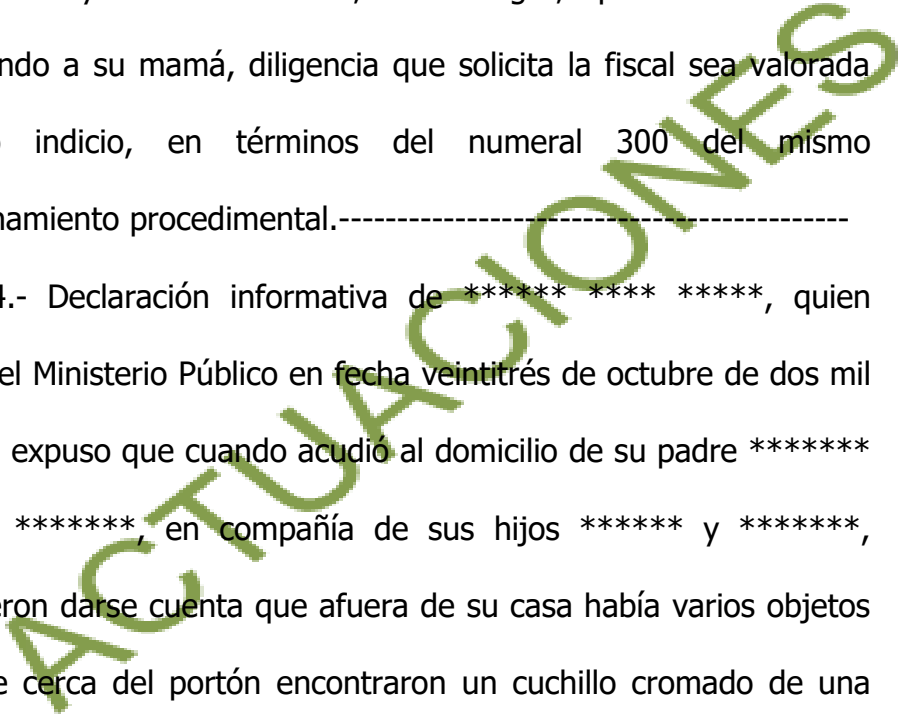 ndo a su mamá, diligencia que solicita la fiscal sea valorada
indicio, en términos del numeral 300 del mismo
namiento procedimental.-------------------------------------------
4.- Declaración informativa de ****** **** *****, quien
el Ministerio Público en fecha veintitrés de octubre de dos mil
expuso que cuando acudió al domicilio de su padre *******
*******, en compañía de sus hijos ****** y *******,
eron darse cuenta que afuera de su casa había varios objetos
e cerca del portón encontraron un cuchillo cromado de una
ACTUACIONES